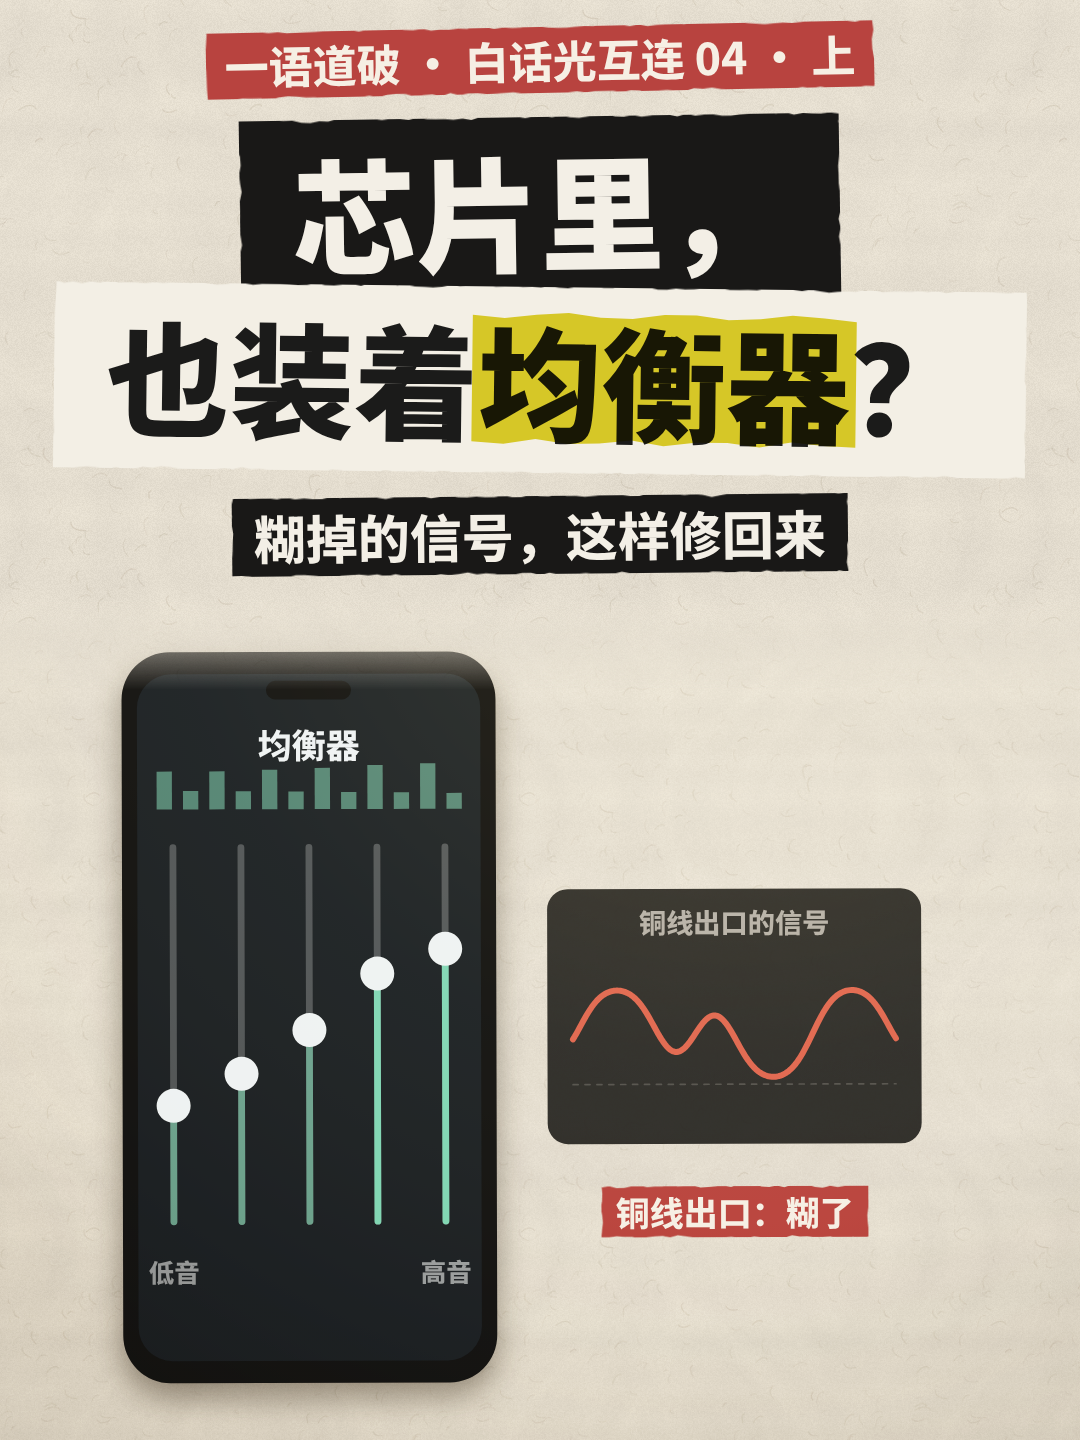 一语道破 · 白话光互连 04 · 上
芯片里，
也装着均衡器？
糊掉的信号，这样修回来
均衡器
低音
高音
铜线出口的信号
铜线出口：糊了